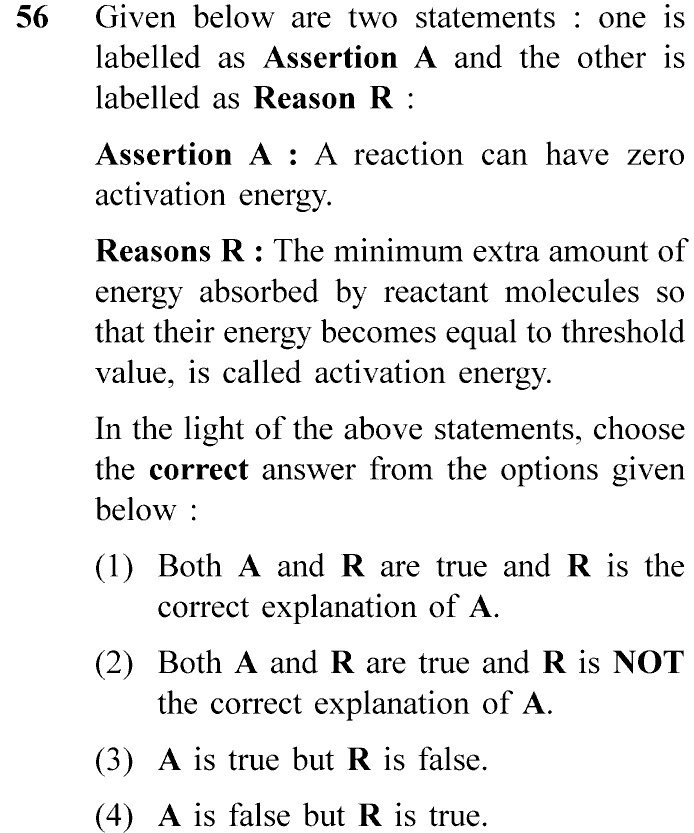 56 Given below are two statements : one is
labelled as Assertion A and the other is
labelled as Reason R :
Assertion A : A reaction can have zero
activation energy.
Reasons R : The minimum extra amount of
energy absorbed by reactant molecules so
that their energy becomes equal to threshold
value, is called activation energy.
In the light of the above statements, choose
the correct answer from the options given
below :
(1) Both A and R are true and R is the
correct explanation of A.
(2) Both A and R are true and R is NOT
the correct explanation of A.
(3) A is true but R is false.
(4) A is false but R is true.